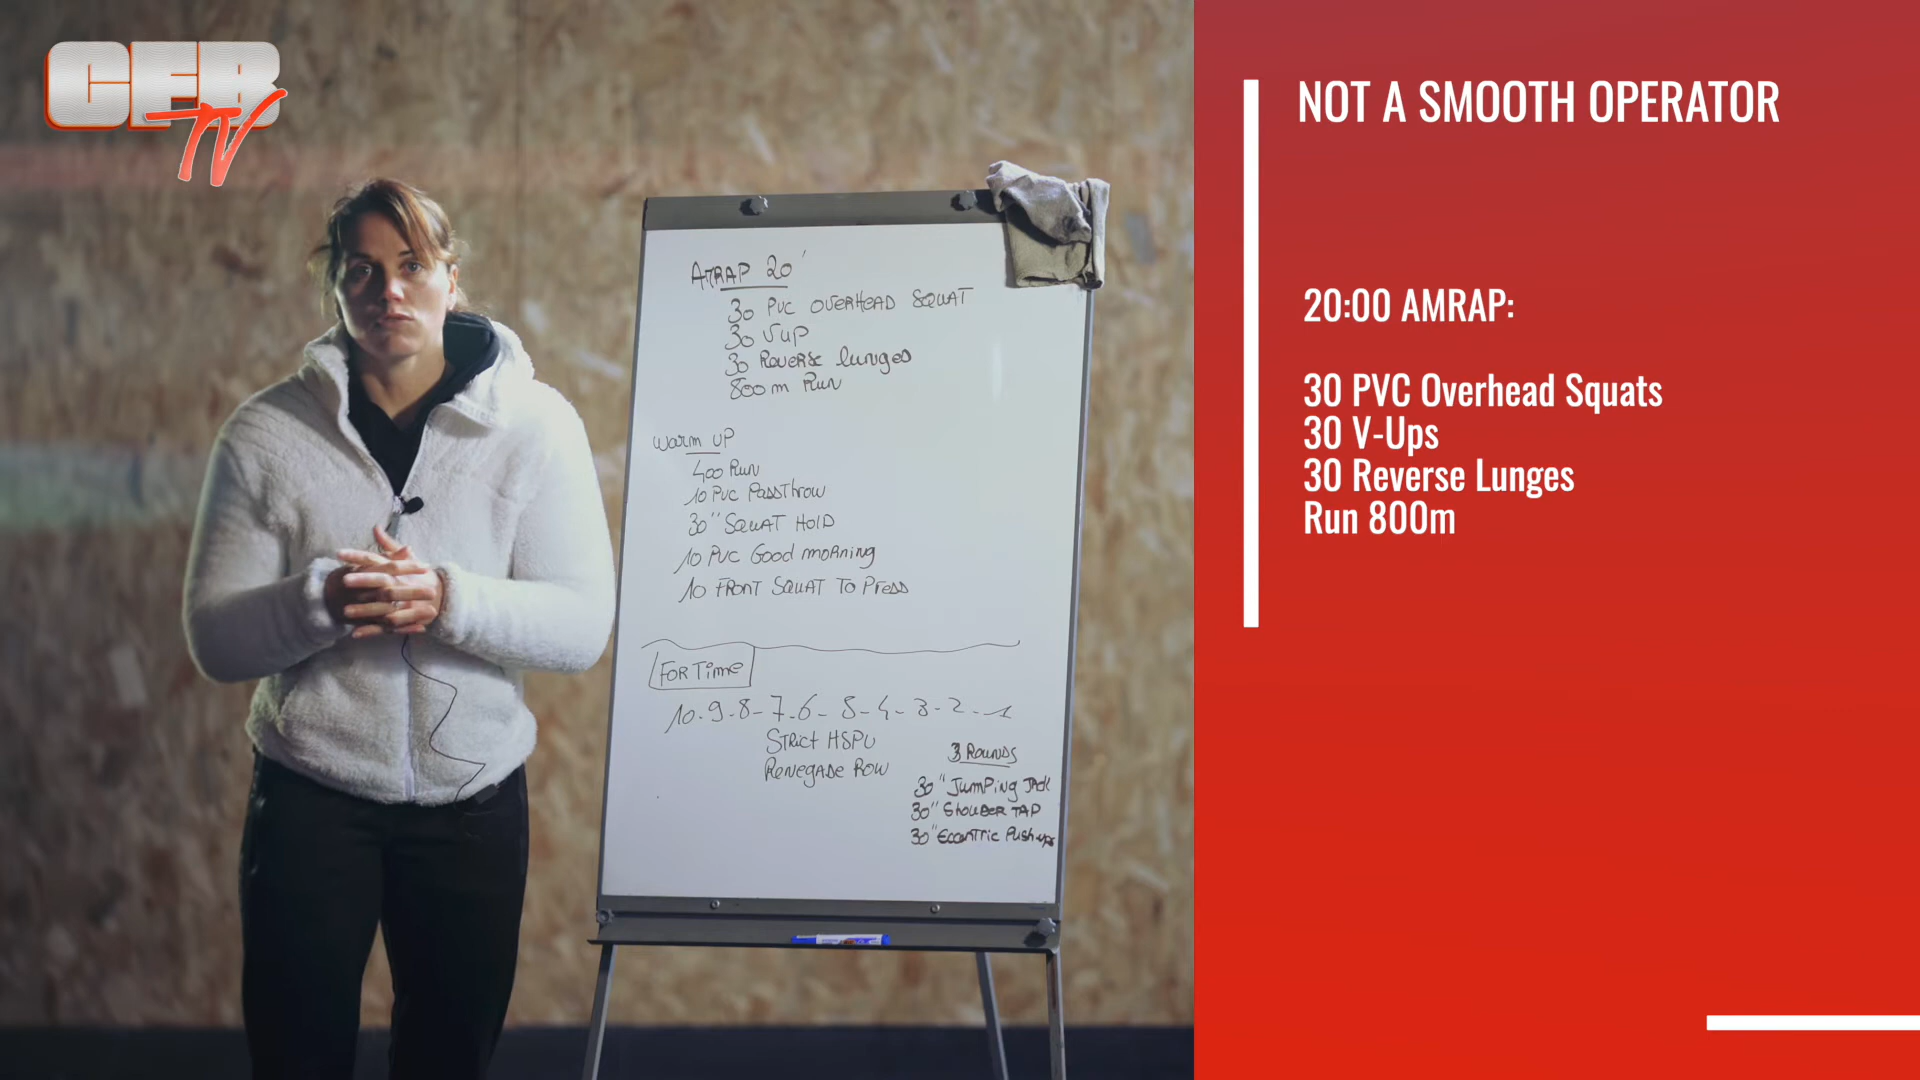 CFB
TV
AMRAP 20'
30 PVC OVERHEAD SQUAT
30 V UP
30 Reverse lunges
800 m Run
Warm UP
400 Run
10 PVC PassThrow
30" SQUAT HOLD
10 PVC Good morning
10 FRONT SQUAT TO Press
FOR Time
10-9-8-7-6-5-4-3-2-1
Strict HSPU
Renegade Row
3 Rounds
30" Jumping Jack
30" Shoulder TAP
30" Eccentric Push ups
NOT A SMOOTH OPERATOR
20:00 AMRAP:
30 PVC Overhead Squats
30 V-Ups
30 Reverse Lunges
Run 800m